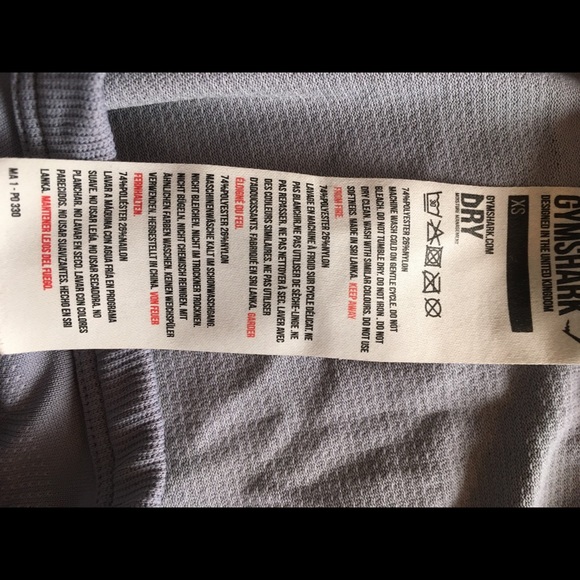 GYMSHARK
DESIGNED IN THE UNITED KINGDOM
XS
GYMSHARK.COM
DRY
MOISTURE MANAGEMENT
74%POLYESTER 26%NYLON
MACHINE WASH COLD ON GENTLE CYCLE. DO NOT
BLEACH. DO NOT TUMBLE DRY. DO NOT IRON. DO NOT
DRY CLEAN. WASH WITH SIMILAR COLOURS. DO NOT USE
SOFTNERS. MADE IN SRI LANKA. KEEP AWAY
FROM FIRE.
74%POLYESTER 26%NYLON
LAVAGE EN MACHINE À FROID SUR CYCLE DÉLICAT. NE
PAS BLANCHIR. NE PAS UTILISER DE SÈCHE-LINGE. NE
PAS REPASSER. NE PAS NETTOYER À SEC. LAVER AVEC
DES COULEURS SIMILAIRES. NE PAS UTILISER
D'ADOUCISSANTS. FABRIQUÉ EN SRI LANKA. GARDER
ÉLOIGNÉ DU FEU.
74%POLYESTER 26%NYLON
MASCHINENWÄSCHE KALT IM SCHONWASCHGANG.
NICHT BLEICHEN. NICHT IM TROCKNER TROCKNEN.
NICHT BÜGELN. NICHT CHEMISCH REINIGEN. MIT
ÄHNLICHEN FARBEN WASCHEN. KEINEN WEICHSPÜLER
VERWENDEN. HERGESTELLT IN CHINA. VON FEUER
FERNHALTEN.
74%POLIÉSTER 26%NAILON
LAVAR A MÁQUINA CON AGUA FRÍA EN PROGRAMA
SUAVE. NO USAR LEJÍA. NO USAR SECADORA. NO
PLANCHAR. NO LAVAR EN SECO. LAVAR CON COLORES
PARECIDOS. NO USAR SUAVIZANTES. HECHO EN SRI
LANKA. MANTENER LEJOS DEL FUEGO.
MA 1 - PO 330